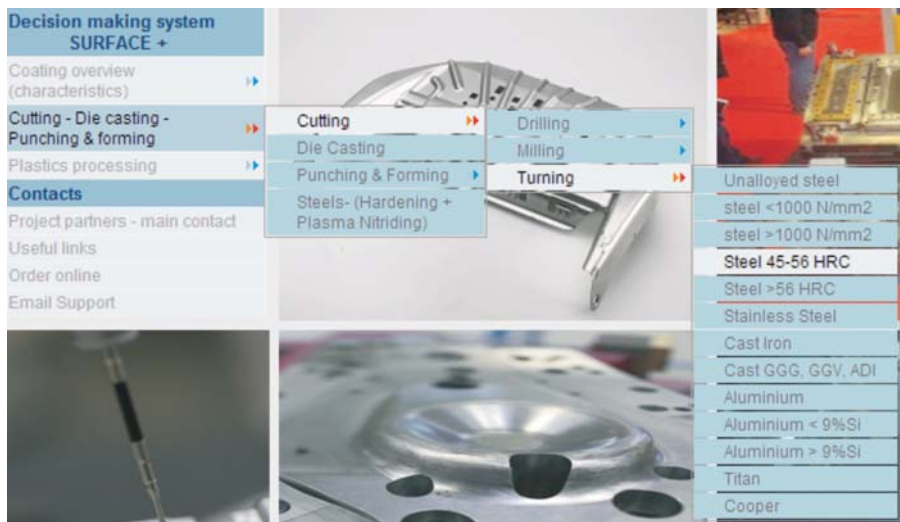 Decision making system
SURFACE +
Coating overview
(characteristics)
Cutting - Die casting -
Punching & forming
Plastics processing
Contacts
Project partners - main contact
Useful links
Order online
Email Support
Cutting
Die Casting
Punching & Forming
Steels- (Hardening +
Plasma Nitriding)
Drilling
Milling
Turning
Unalloyed steel
steel <1000 N/mm2
steel >1000 N/mm2
Steel 45-56 HRC
Steel >56 HRC
Stainless Steel
Cast Iron
Cast GGG, GGV, ADI
Aluminium
Aluminium < 9%Si
Aluminium > 9%Si
Titan
Cooper